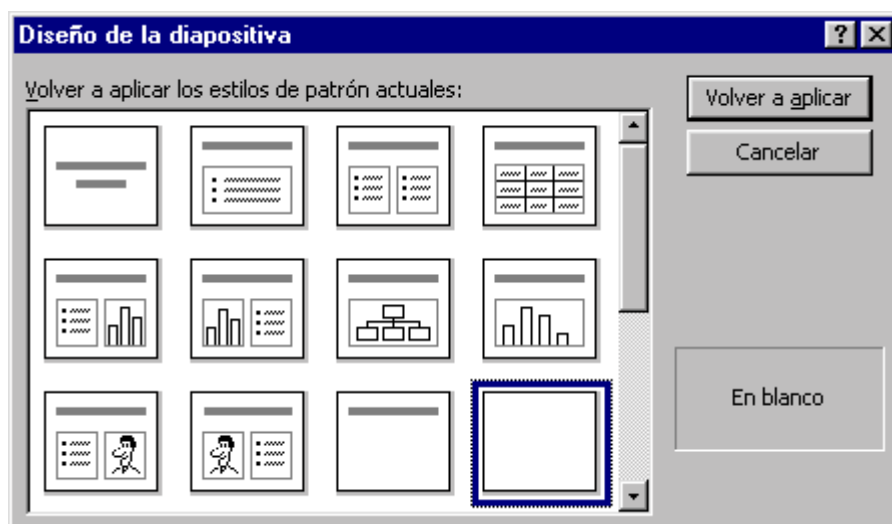 Diseño de la diapositiva
Volver a aplicar los estilos de patrón actuales:
Volver a aplicar
Cancelar
En blanco